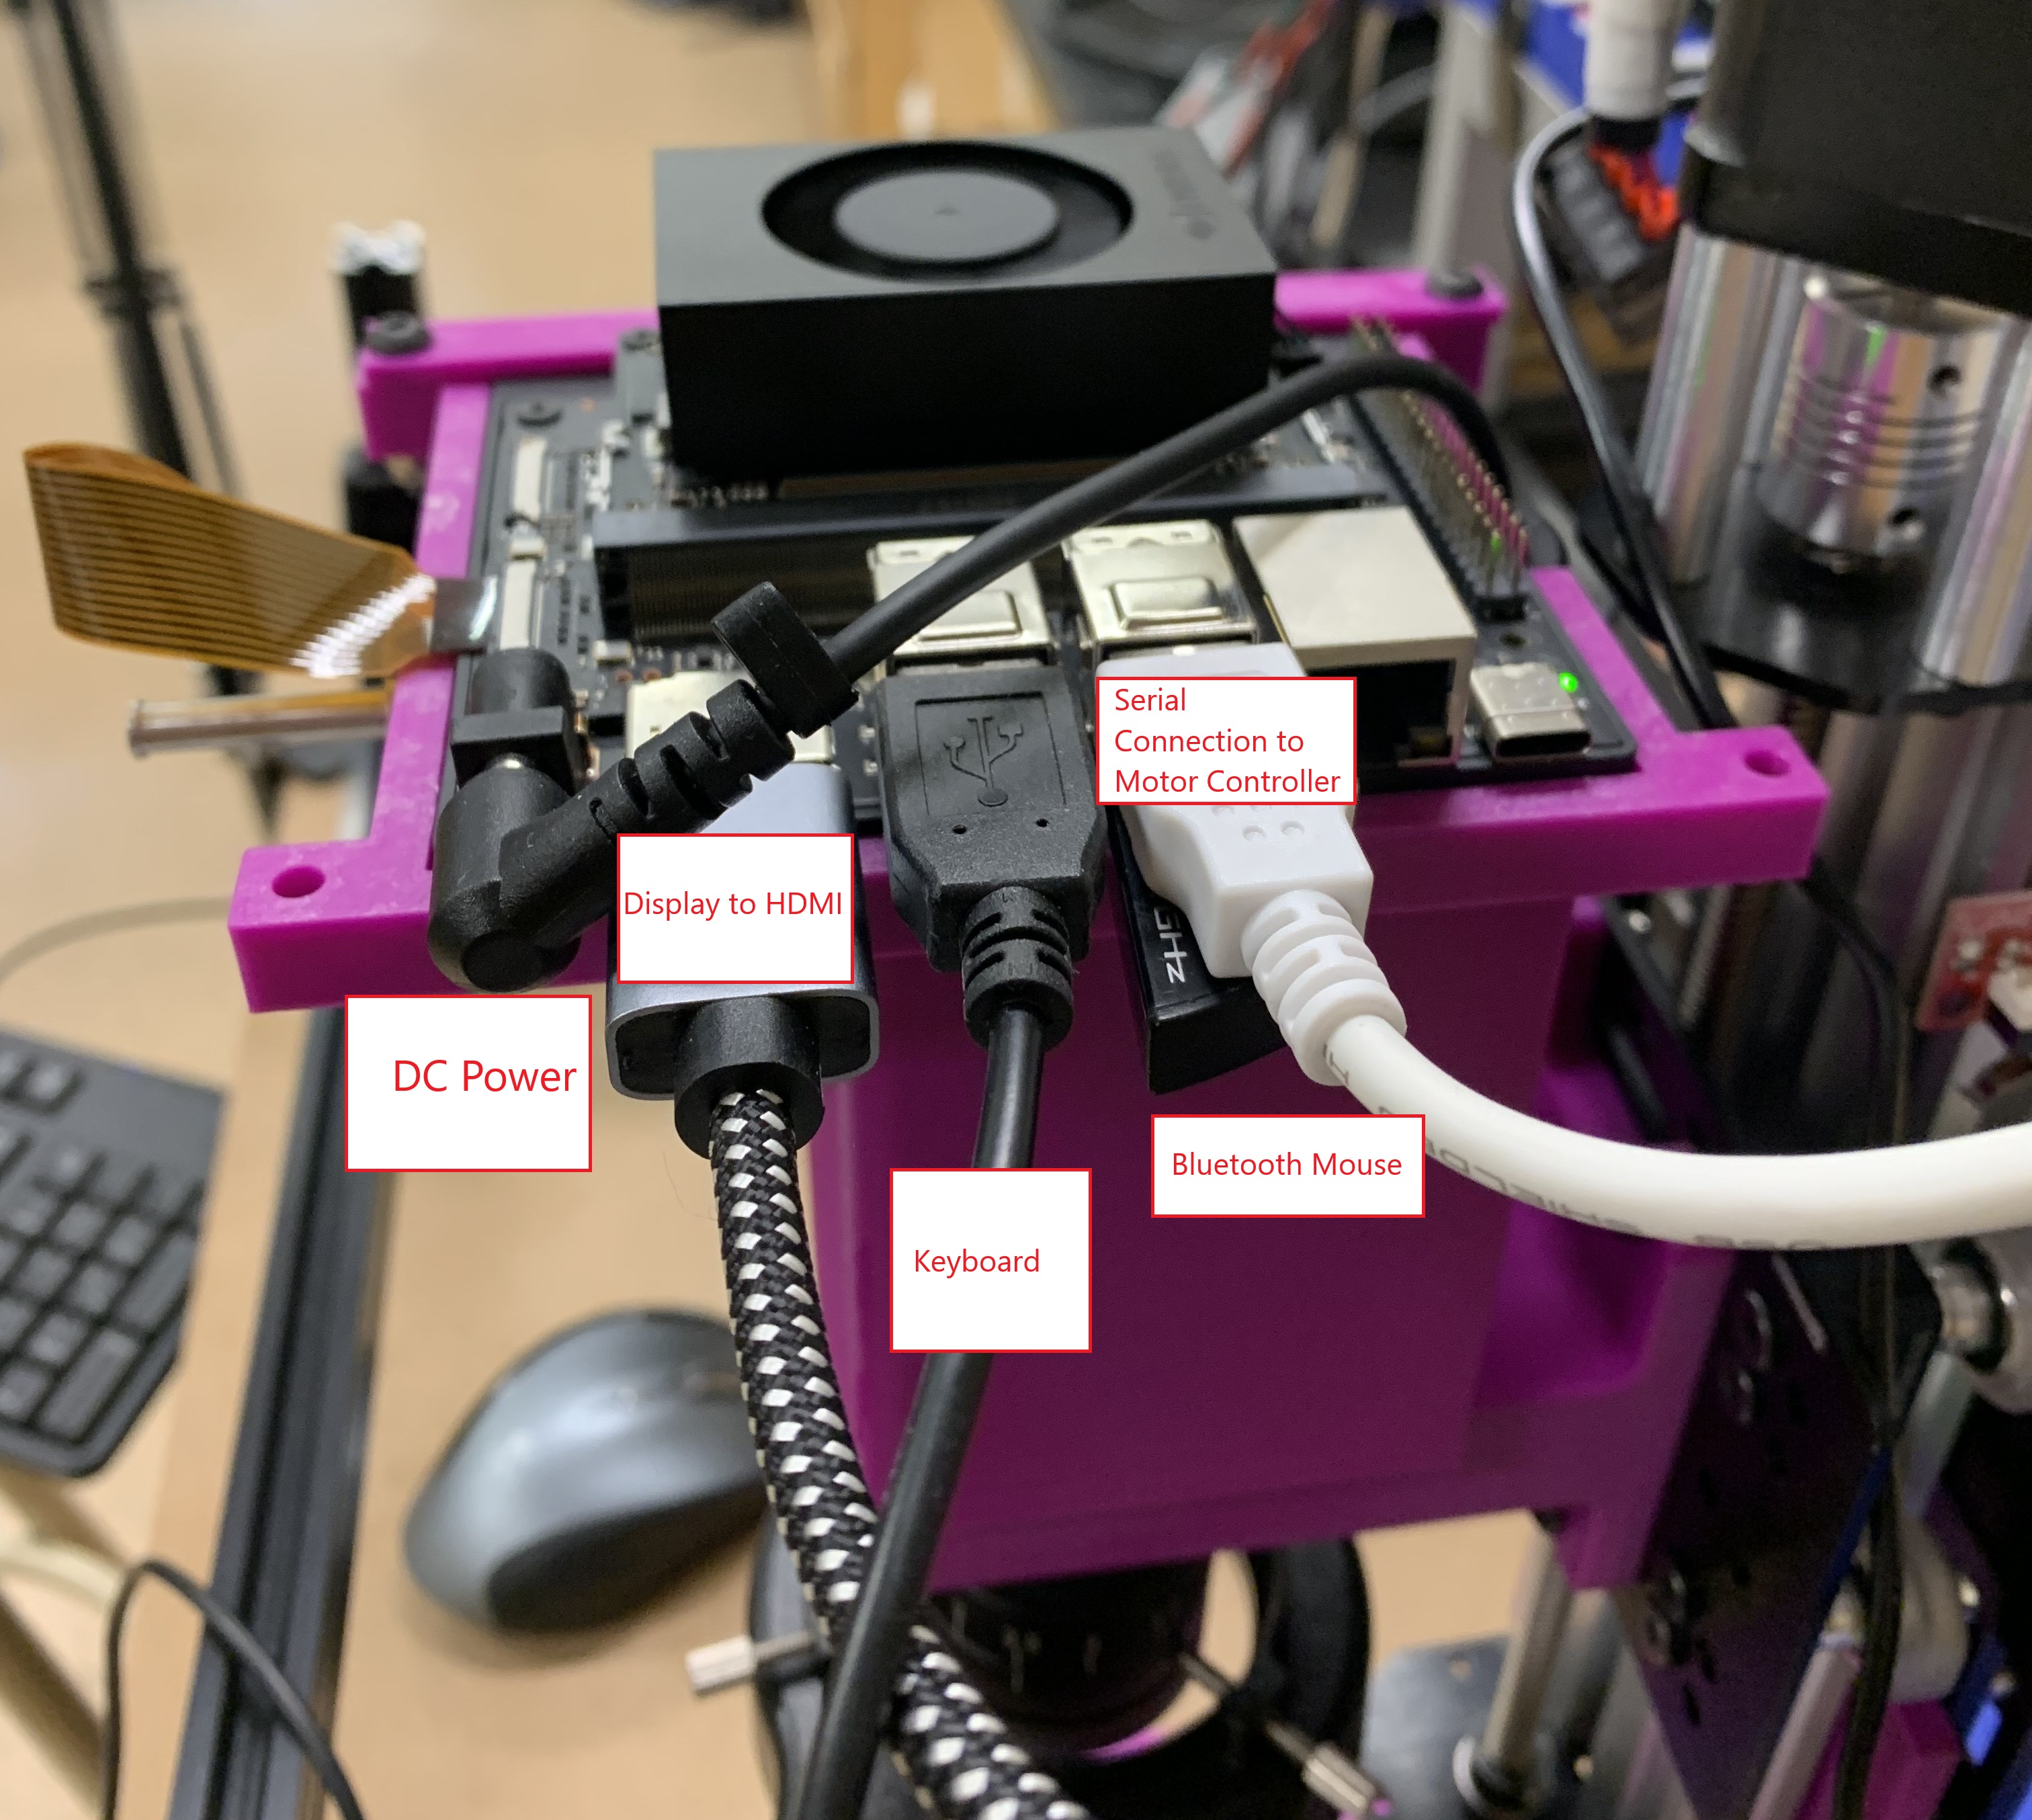 Serial
Connection to
Motor Controller
Display to HDMI
DC Power
Bluetooth Mouse
Keyboard